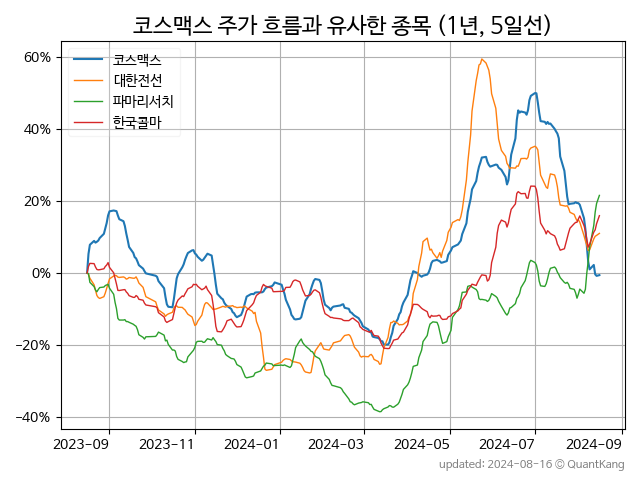 코스맥스 주가 흐름과 유사한 종목 (1년, 5일선)
60%
40%
20%
0%
−20%
−40%
코스맥스
대한전선
파마리서치
한국콜마
2023-09 2023-11 2024-01 2024-03 2024-05 2024-07 2024-09
updated: 2024-08-16 © QuantKang